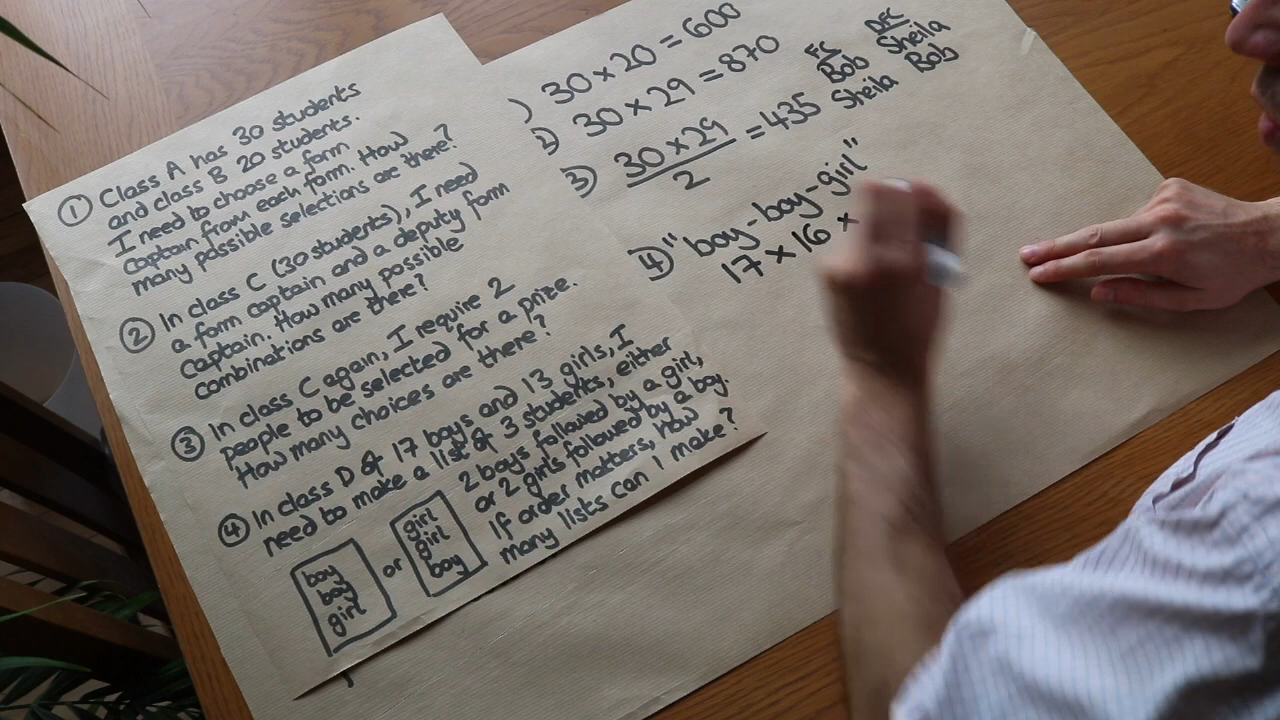 ① Class A has 30 students
and class B 20 students.
I need to choose a form
captain from each form. How
many possible selections are there?
② In class C (30 students), I need
a form captain and a deputy form
captain. How many possible
combinations are there?
③ In class C again, I require 2
people to be selected for a prize.
How many choices are there?
④ In class D of 17 boys and 13 girls, I
need to make a list of 3 students, either
2 boys followed by a girl,
or 2 girls followed by a boy.
If order matters, how
many lists can I make?
boy
boy
girl
or
girl
girl
boy
) 30 × 20 = 600
2) 30 × 29 = 870
3) 30 × 29
2
= 435
FC
Bob
Sheila
DFC
Sheila
Bob
4) "boy-boy-girl"
17 × 16 ×